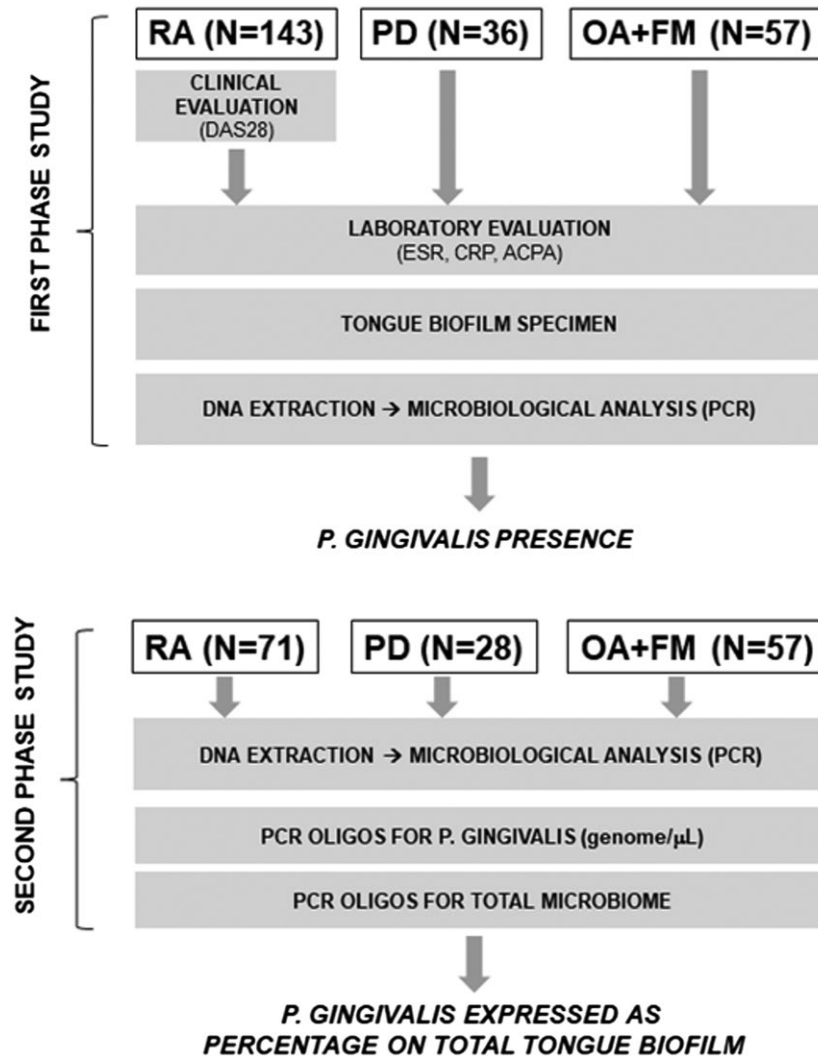 FIRST PHASE STUDY
RA (N=143)
PD (N=36)
OA+FM (N=57)
CLINICAL
EVALUATION
(DAS28)
LABORATORY EVALUATION
(ESR, CRP, ACPA)
TONGUE BIOFILM SPECIMEN
DNA EXTRACTION → MICROBIOLOGICAL ANALYSIS (PCR)
P. GINGIVALIS PRESENCE
SECOND PHASE STUDY
RA (N=71)
PD (N=28)
OA+FM (N=57)
DNA EXTRACTION → MICROBIOLOGICAL ANALYSIS (PCR)
PCR OLIGOS FOR P. GINGIVALIS (genome/µL)
PCR OLIGOS FOR TOTAL MICROBIOME
P. GINGIVALIS EXPRESSED AS
PERCENTAGE ON TOTAL TONGUE BIOFILM